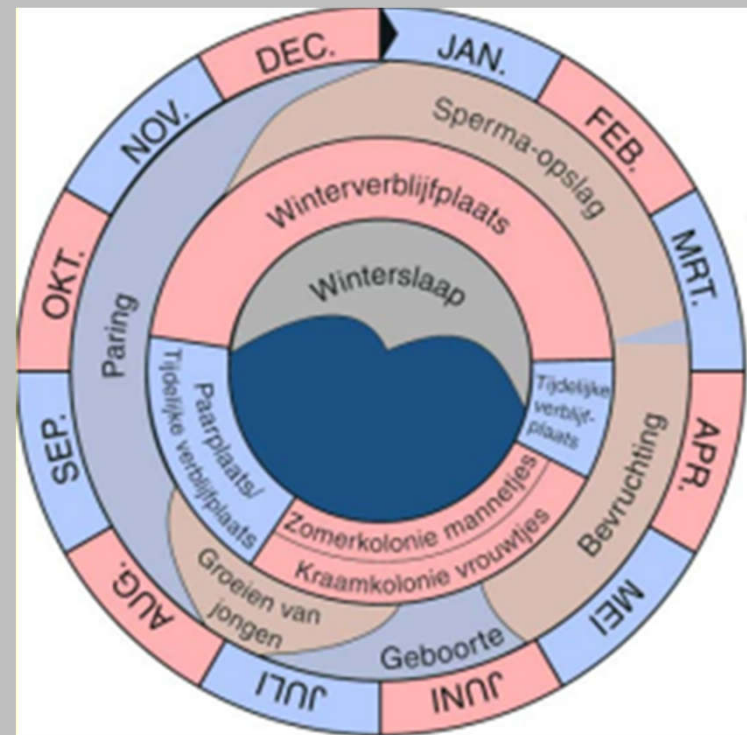 JAN.
FEB.
MRT.
APR.
MEI
JUNI
JULI
AUG.
SEP.
OKT.
NOV.
DEC.
Sperma-opslag
Bevruchting
Geboorte
Groeien van
jongen
Paring
Winterverblijfplaats
Tijdelijke
verblijf-
plaats
Zomerkolonie mannetjes
Kraamkolonie vrouwtjes
Paarplaats/
Tijdelijke verblijfplaats
Winterslaap